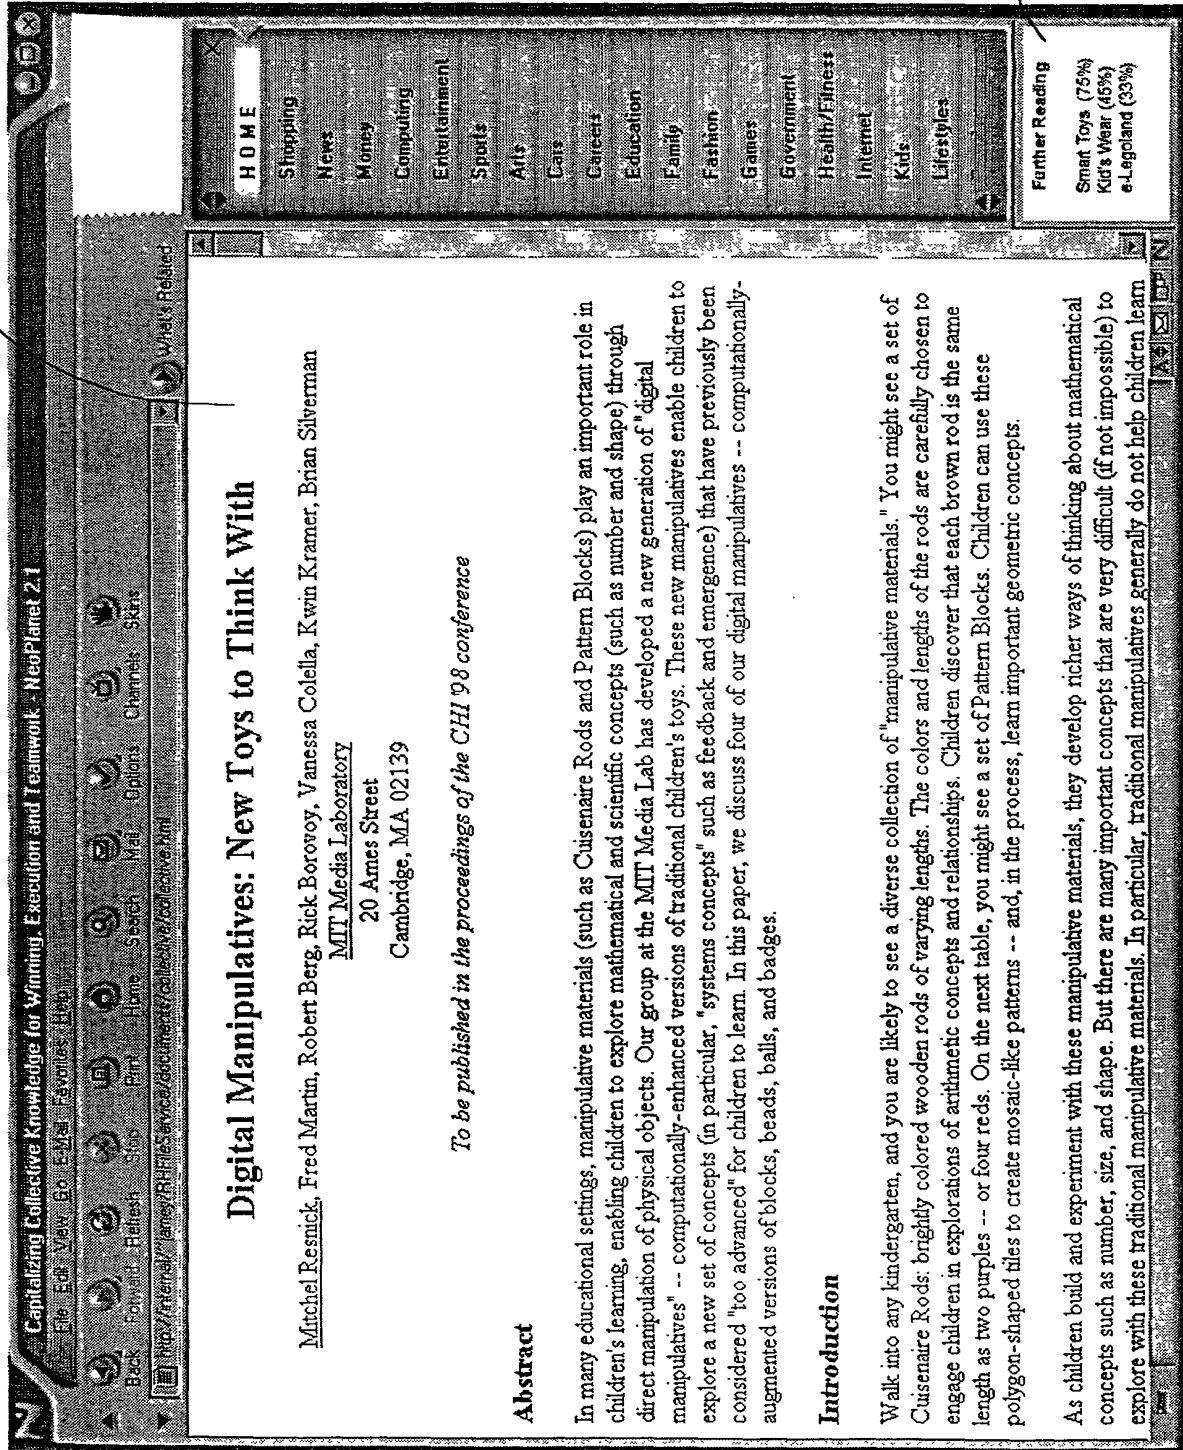 Capitalizing Collective Knowledge for Winning, Execution and Teamwork - NeoPlanet 2.1
File Edit View Go E-Mail Favorites Help
Back Forward Refresh Stop Print Home Search Mail Options Channels Skins
What's Related
Digital Manipulatives: New Toys to Think With
Mitchel Resnick, Fred Martin, Robert Berg, Rick Borovoy, Vanessa Colella, Kwin Kramer, Brian Silverman
MIT Media Laboratory
20 Ames Street
Cambridge, MA 02139
To be published in the proceedings of the CHI '98 conference
Abstract
In many educational settings, manipulative materials (such as Cuisenaire Rods and Pattern Blocks) play an important role in
children's learning, enabling children to explore mathematical and scientific concepts (such as number and shape) through
direct manipulation of physical objects. Our group at the MIT Media Lab has developed a new generation of "digital
manipulatives" -- computationally-enhanced versions of traditional children's toys. These new manipulatives enable children to
explore a new set of concepts (in particular, "systems concepts" such as feedback and emergence) that have previously been
considered "too advanced" for children to learn. In this paper, we discuss four of our digital manipulatives -- computationally-
augmented versions of blocks, beads, balls, and badges.
Introduction
Walk into any kindergarten, and you are likely to see a diverse collection of "manipulative materials." You might see a set of
Cuisenaire Rods: brightly colored wooden rods of varying lengths. The colors and lengths of the rods are carefully chosen to
engage children in explorations of arithmetic concepts and relationships. Children discover that each brown rod is the same
length as two purples -- or four reds. On the next table, you might see a set of Pattern Blocks. Children can use these
polygon-shaped tiles to create mosaic-like patterns -- and, in the process, learn important geometric concepts.
As children build and experiment with these manipulative materials, they develop richer ways of thinking about mathematical
concepts such as number, size, and shape. But there are many important concepts that are very difficult (if not impossible) to
explore with these traditional manipulative materials. In particular, traditional manipulatives generally do not help children learn
HOME
Shopping
News
Money
Computing
Entertainment
Sports
Arts
Cars
Careers
Education
Family
Fashion
Games
Government
Health/Fitness
Internet
Kids
Lifestyles
Further Reading
Smart Toys (75%)
Kid's Wear (45%)
e-Legoland (33%)